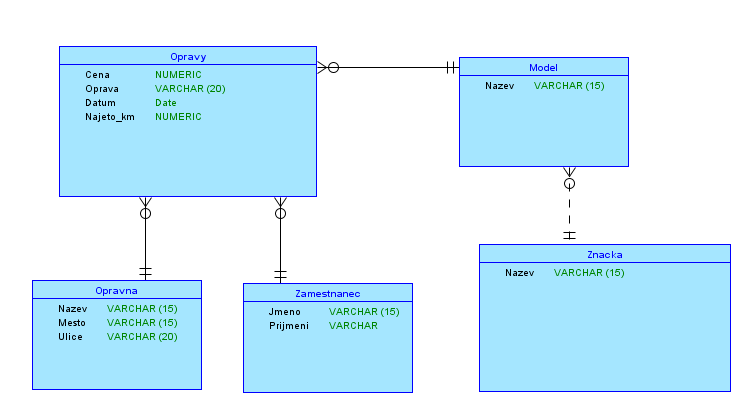 Opravy
Cena NUMERIC
Oprava VARCHAR (20)
Datum Date
Najeto_km NUMERIC
Model
Nazev VARCHAR (15)
Znacka
Nazev VARCHAR (15)
Opravna
Nazev VARCHAR (15)
Mesto VARCHAR (15)
Ulice VARCHAR (20)
Zamestnanec
Jmeno VARCHAR (15)
Prijmeni VARCHAR